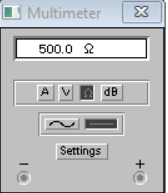 Multimeter
500.0 Ω
A V Ω dB
Settings
− +